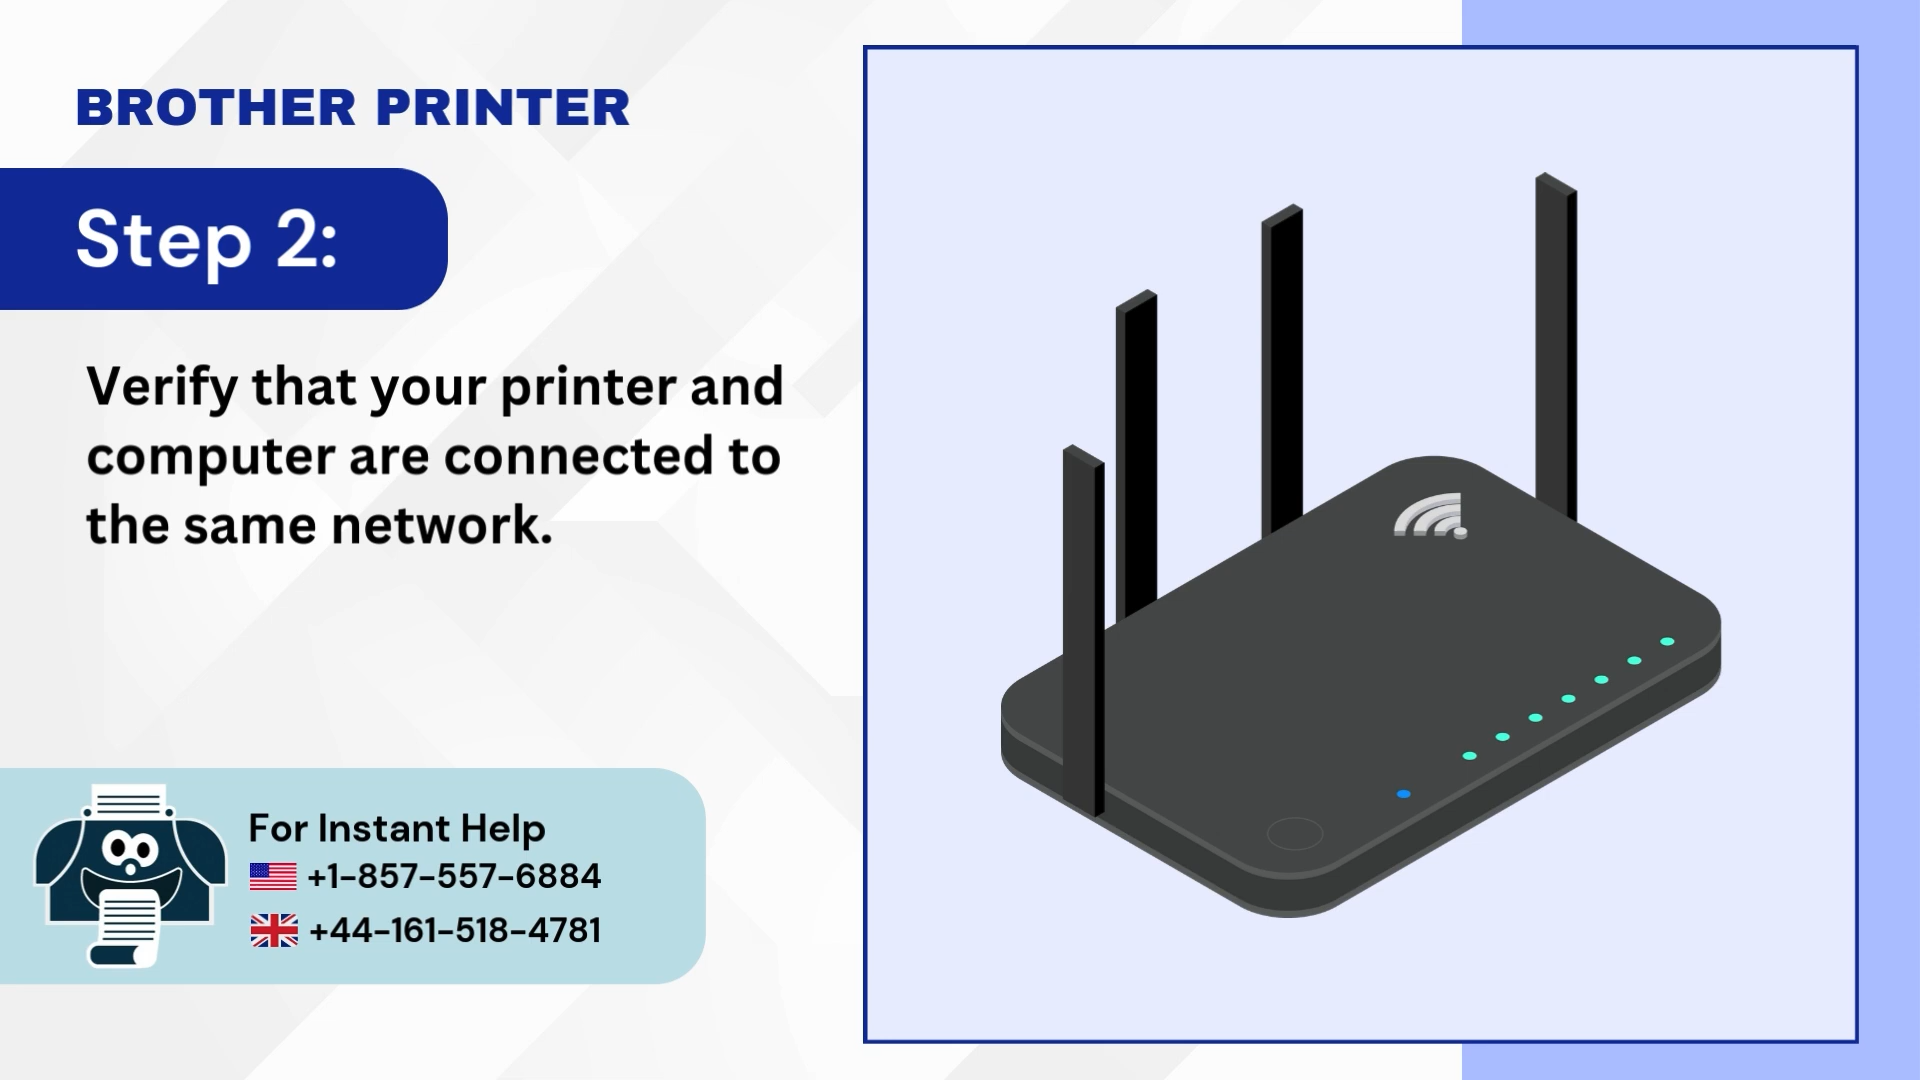 BROTHER PRINTER
Step 2:
Verify that your printer and
computer are connected to
the same network.
For Instant Help
+1-857-557-6884
+44-161-518-4781